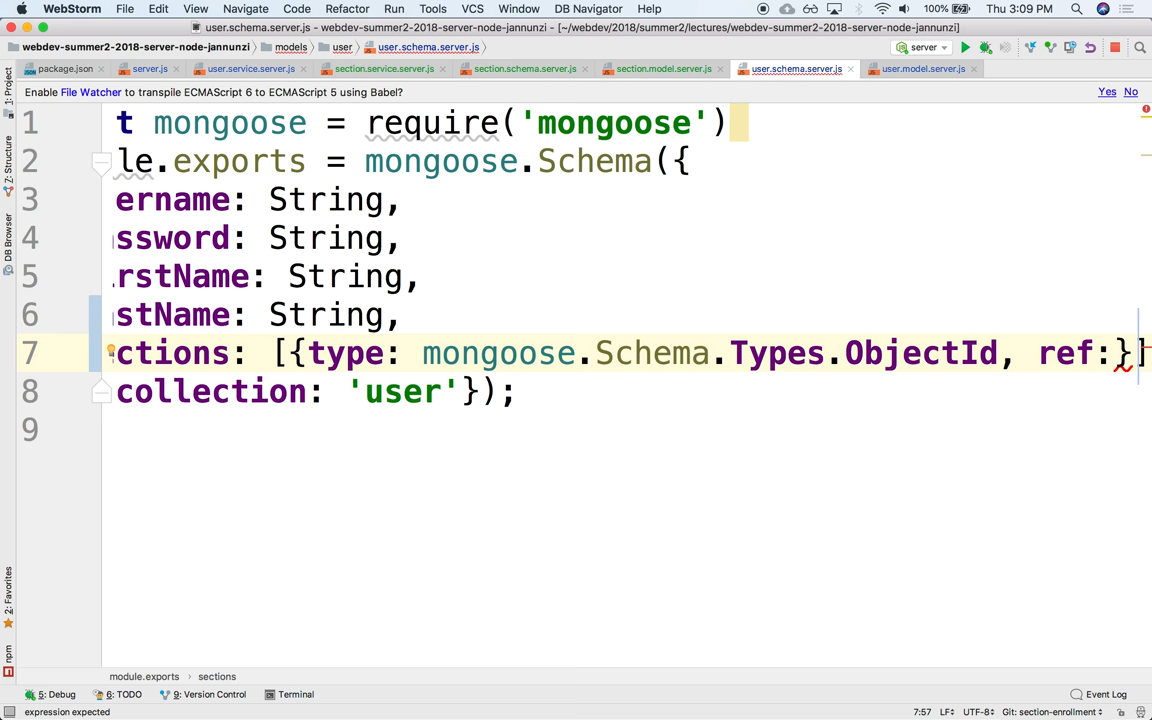 WebStorm File Edit View Navigate Code Refactor Run Tools VCS Window DB Navigator Help 100% Thu 3:09 PM
user.schema.server.js - webdev-summer2-2018-server-node-jannunzi - [~/webdev/2018/summer2/lectures/webdev-summer2-2018-server-node-jannunzi]
webdev-summer2-2018-server-node-jannunzi models user user.schema.server.js server
package.json server.js user.service.server.js section.service.server.js section.schema.server.js section.model.server.js user.schema.server.js user.model.server.js
Enable File Watcher to transpile ECMAScript 6 to ECMAScript 5 using Babel? Yes No
1 t mongoose = require('mongoose')
2 le.exports = mongoose.Schema({
3 ername: String,
4 ssword: String,
5 rstName: String,
6 stName: String,
7 ctions: [{type: mongoose.Schema.Types.ObjectId, ref:}]
8 collection: 'user'});
9
1: Project
7: Structure
DB Browser
2: Favorites
npm
module.exports › sections
5: Debug 6: TODO 9: Version Control Terminal Event Log
expression expected 7:57 LF UTF-8 Git: section-enrollment